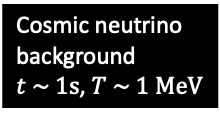 Cosmic neutrino
background
t ~ 1s, T ~ 1 MeV